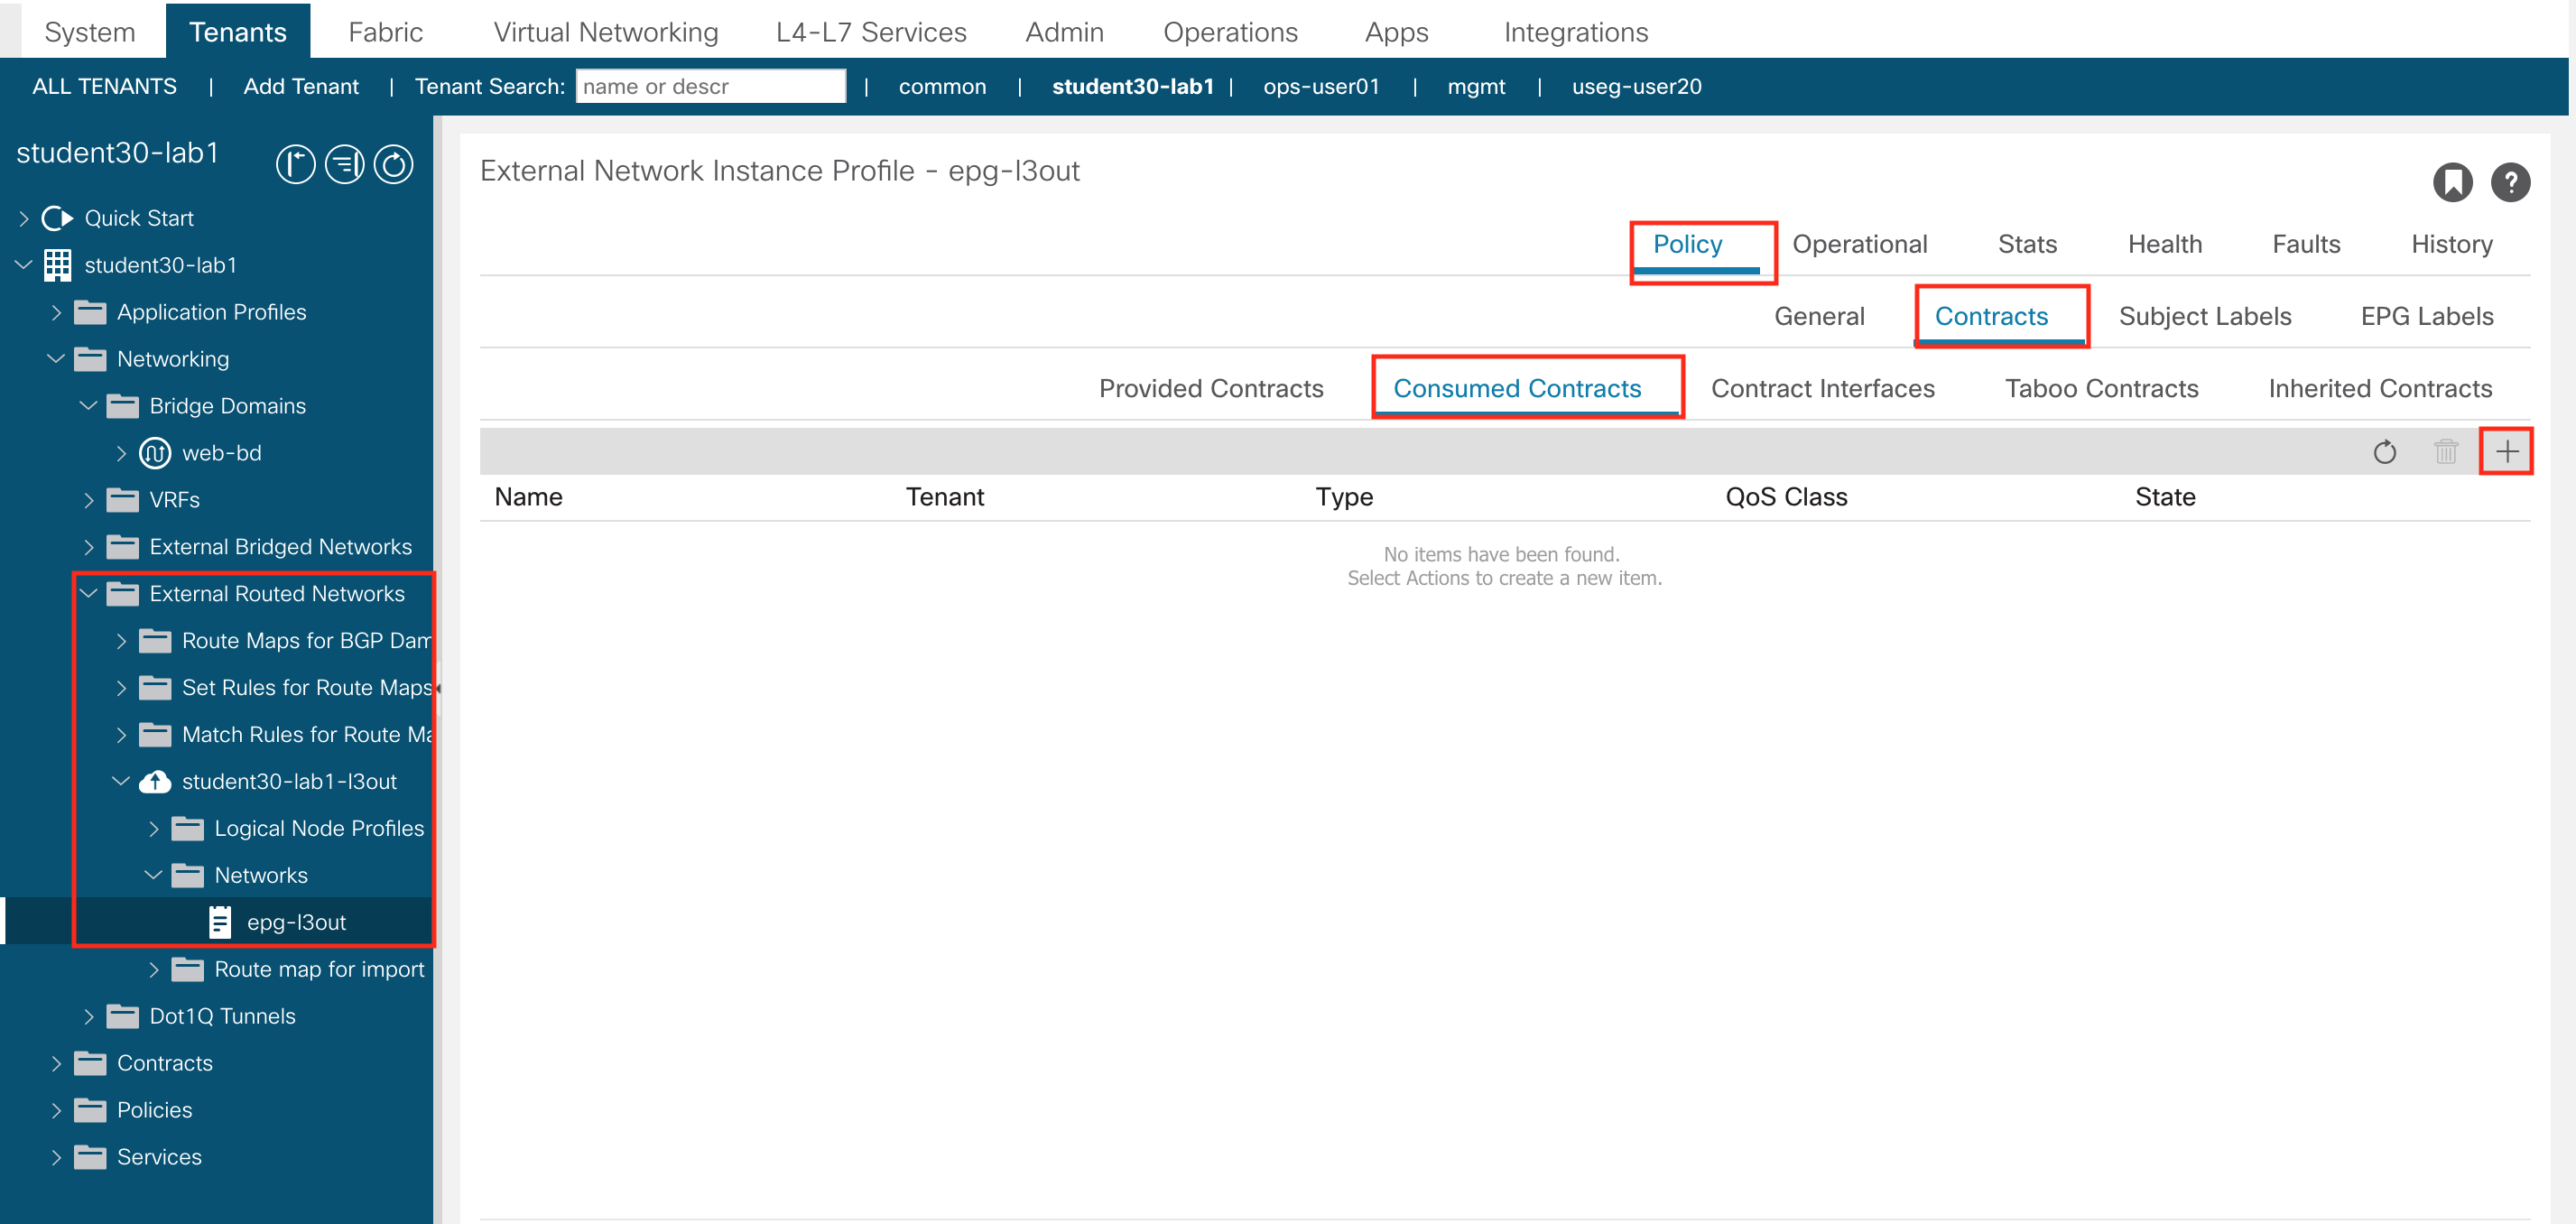 System Tenants Fabric Virtual Networking L4-L7 Services Admin Operations Apps Integrations
ALL TENANTS | Add Tenant | Tenant Search: name or descr | common | student30-lab1 | ops-user01 | mgmt | useg-user20
student30-lab1
Quick Start
student30-lab1
Application Profiles
Networking
Bridge Domains
web-bd
VRFs
External Bridged Networks
External Routed Networks
Route Maps for BGP Dam
Set Rules for Route Maps
Match Rules for Route Ma
student30-lab1-l3out
Logical Node Profiles
Networks
epg-l3out
Route map for import
Dot1Q Tunnels
Contracts
Policies
Services
External Network Instance Profile - epg-l3out
Policy Operational Stats Health Faults History
General Contracts Subject Labels EPG Labels
Provided Contracts Consumed Contracts Contract Interfaces Taboo Contracts Inherited Contracts
Name Tenant Type QoS Class State
No items have been found.
Select Actions to create a new item.